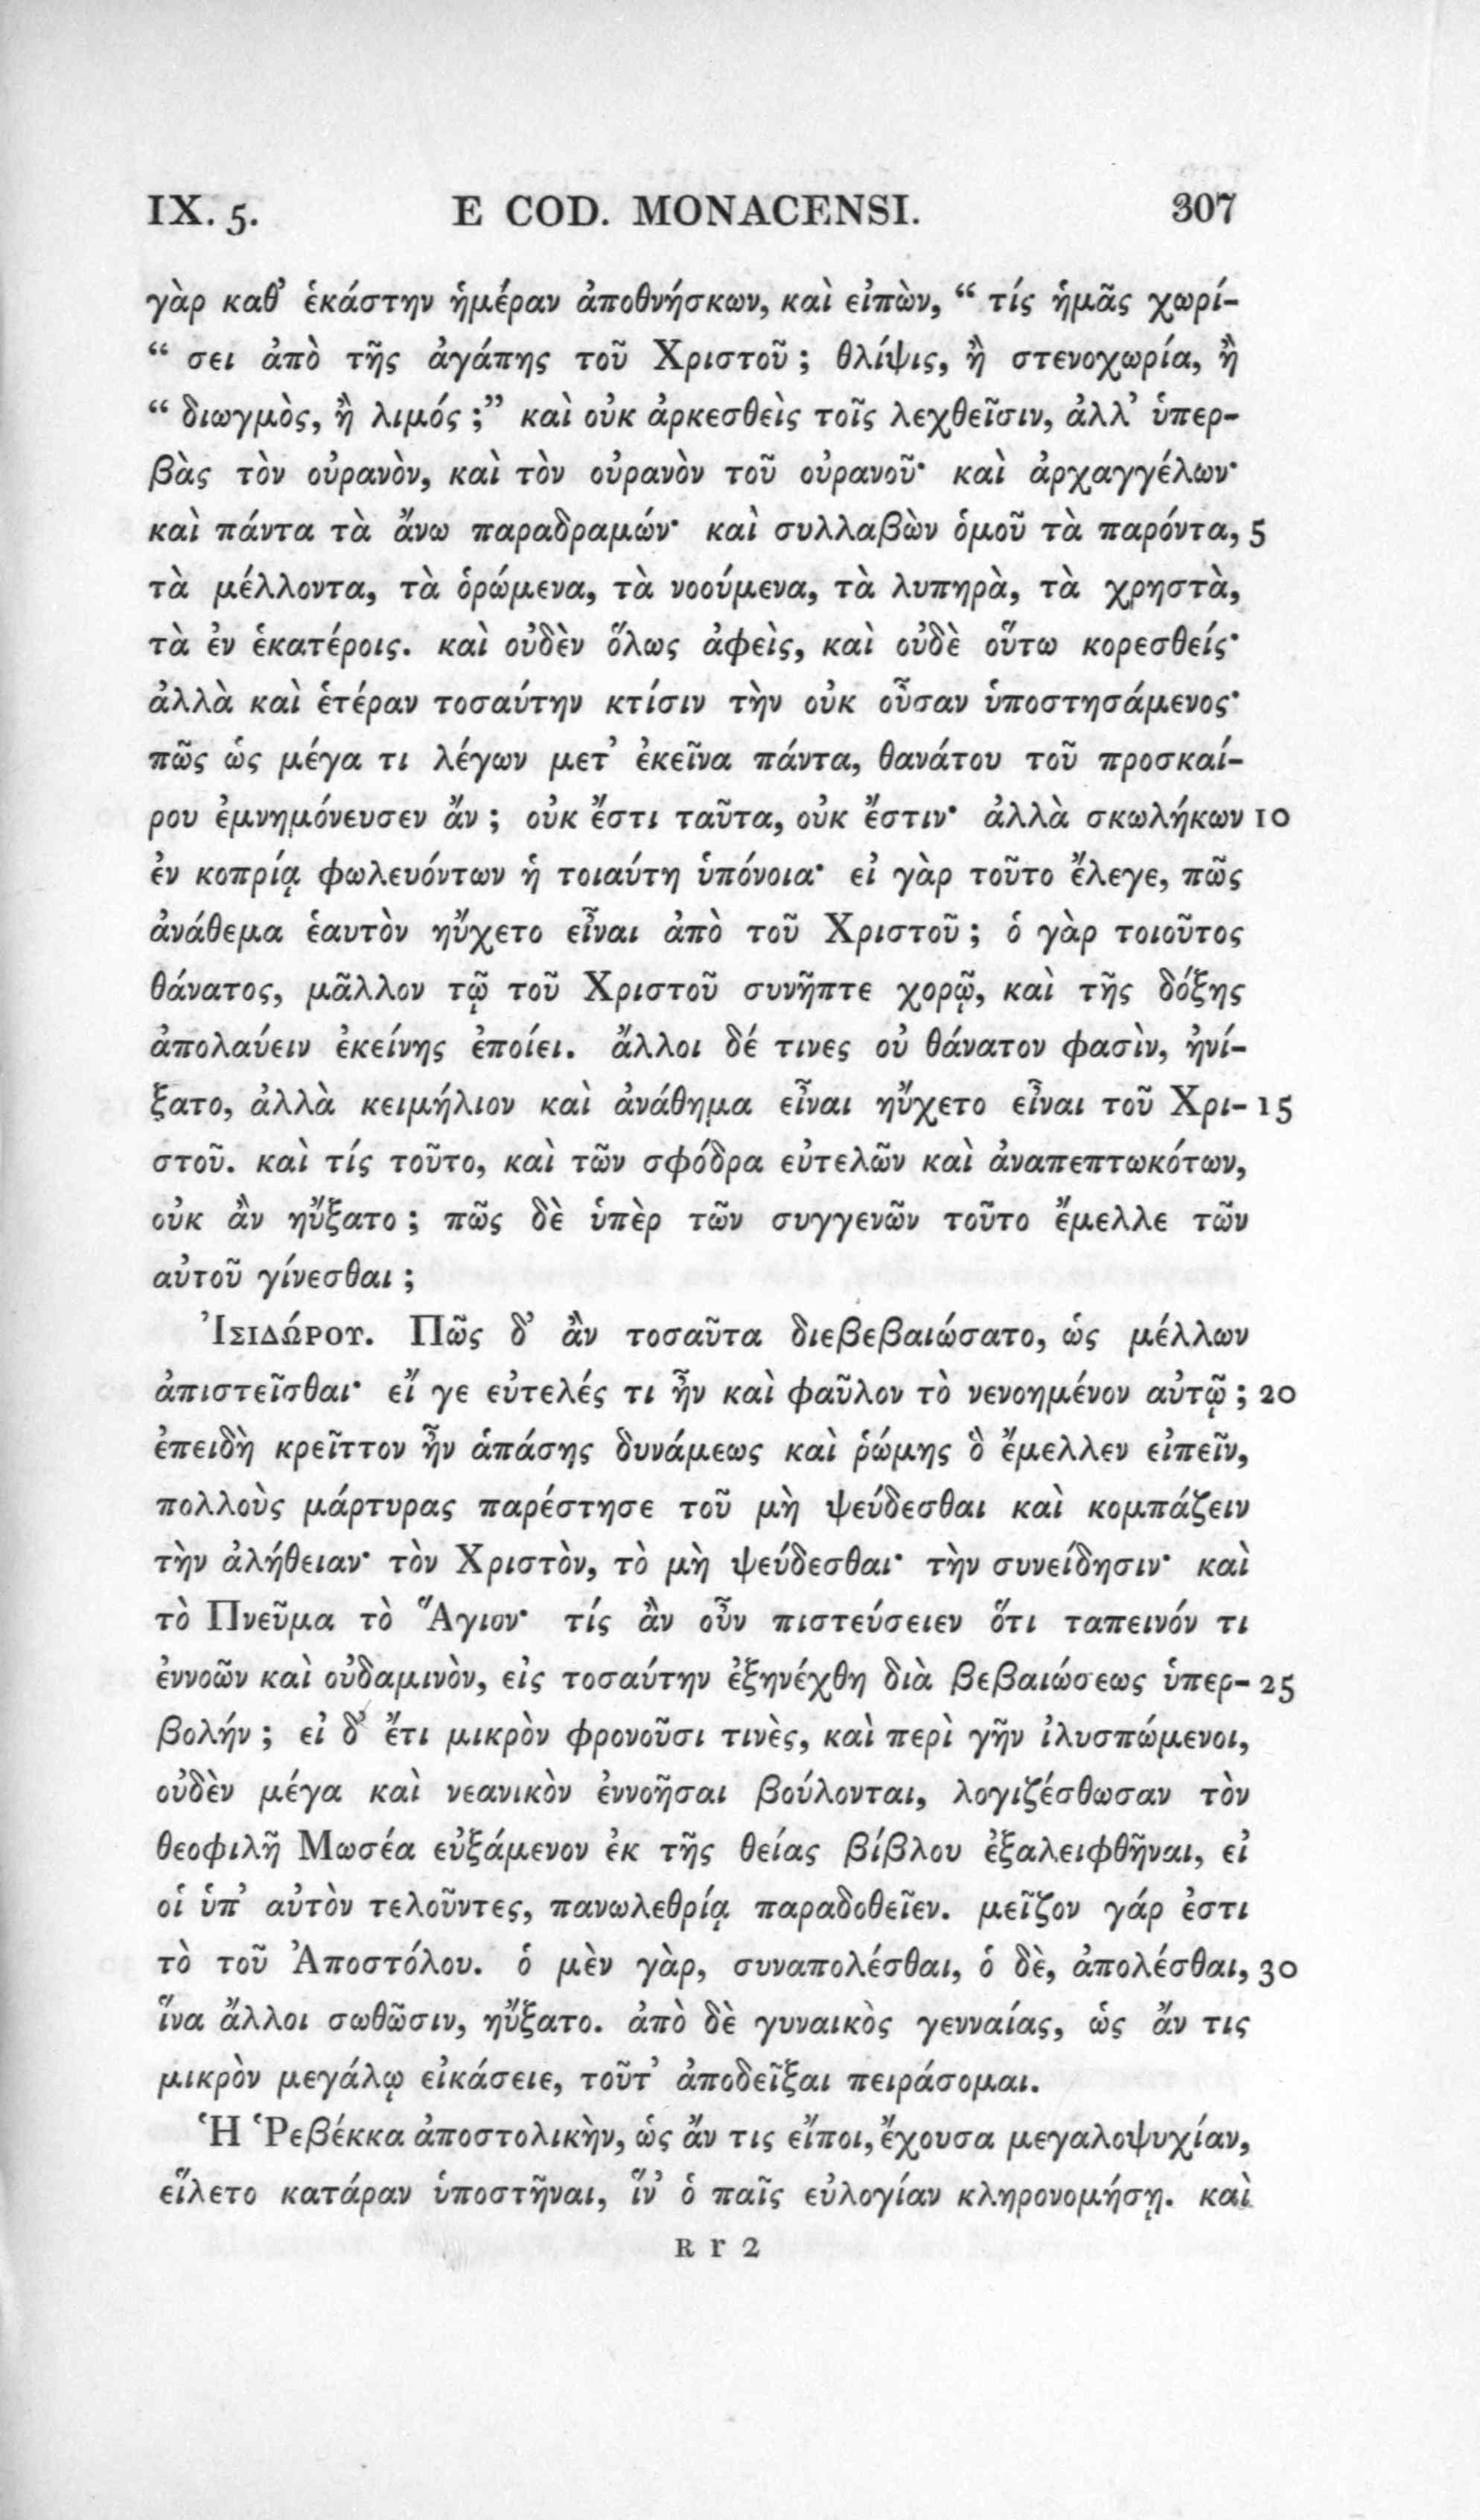 IX. 5. E COD. MONACENSI. 307
γὰρ καθ’ ἑκάστην ἡμέραν ἀποθνήσκων, καὶ εἰπὼν, “ τίς ἡμᾶς χωρί-
“ σει ἀπὸ τῆς ἀγάπης τοῦ Χριστοῦ ; θλίψις, ἢ στενοχωρία, ἢ
“ διωγμὸς, ἢ λιμός ;” καὶ οὐκ ἀρκεσθεὶς τοῖς λεχθεῖσιν, ἀλλ’ ὑπερ-
βὰς τὸν οὐρανὸν, καὶ τὸν οὐρανὸν τοῦ οὐρανοῦ· καὶ ἀρχαγγέλων·
καὶ πάντα τὰ ἄνω παραδραμών· καὶ συλλαβὼν ὁμοῦ τὰ παρόντα, 5
τὰ μέλλοντα, τὰ ὁρώμενα, τὰ νοούμενα, τὰ λυπηρὰ, τὰ χρηστὰ,
τὰ ἐν ἑκατέροις. καὶ οὐδὲν ὅλως ἀφεὶς, καὶ οὐδὲ οὕτω κορεσθείς·
ἀλλὰ καὶ ἑτέραν τοσαύτην κτίσιν τὴν οὐκ οὖσαν ὑποστησάμενος·
πῶς ὡς μέγα τι λέγων μετ’ ἐκεῖνα πάντα, θανάτου τοῦ προσκαί-
ρου ἐμνημόνευσεν ἄν ; οὐκ ἔστι ταῦτα, οὐκ ἔστιν· ἀλλὰ σκωλήκων 10
ἐν κοπρίᾳ φωλευόντων ἡ τοιαύτη ὑπόνοια· εἰ γὰρ τοῦτο ἔλεγε, πῶς
ἀνάθεμα ἑαυτὸν ηὔχετο εἶναι ἀπὸ τοῦ Χριστοῦ ; ὁ γὰρ τοιοῦτος
θάνατος, μᾶλλον τῷ τοῦ Χριστοῦ συνῆπτε χορῷ, καὶ τῆς δόξης
ἀπολαύειν ἐκείνης ἐποίει. ἄλλοι δέ τινες οὐ θάνατον φασὶν, ἠνί-
ξατο, ἀλλὰ κειμήλιον καὶ ἀνάθημα εἶναι ηὔχετο εἶναι τοῦ Χρι- 15
στοῦ. καὶ τίς τοῦτο, καὶ τῶν σφόδρα εὐτελῶν καὶ ἀναπεπτωκότων,
οὐκ ἂν ηὔξατο ; πῶς δὲ ὑπὲρ τῶν συγγενῶν τοῦτο ἔμελλε τῶν
αὐτοῦ γίνεσθαι ;
ἸΣΙΔΏΡΟΥ. Πῶς δ’ ἂν τοσαῦτα διεβεβαιώσατο, ὡς μέλλων
ἀπιστεῖσθαι· εἴ γε εὐτελές τι ἦν καὶ φαῦλον τὸ νενοημένον αὐτῷ ; 20
ἐπειδὴ κρεῖττον ἦν ἁπάσης δυνάμεως καὶ ῥώμης ὃ ἔμελλεν εἰπεῖν,
πολλοὺς μάρτυρας παρέστησε τοῦ μὴ ψεύδεσθαι καὶ κομπάζειν
τὴν ἀλήθειαν· τὸν Χριστὸν, τὸ μὴ ψεύδεσθαι· τὴν συνείδησιν· καὶ
τὸ Πνεῦμα τὸ Ἅγιον· τίς ἂν οὖν πιστεύσειεν ὅτι ταπεινόν τι
ἐννοῶν καὶ οὐδαμινὸν, εἰς τοσαύτην ἐξηνέχθη διὰ βεβαιώσεως ὑπερ- 25
βολήν ; εἰ δ’ ἔτι μικρὸν φρονοῦσι τινὲς, καὶ περὶ γῆν ἰλυσπώμενοι,
οὐδὲν μέγα καὶ νεανικὸν ἐννοῆσαι βούλονται, λογιζέσθωσαν τὸν
θεοφιλῆ Μωσέα εὐξάμενον ἐκ τῆς θείας βίβλου ἐξαλειφθῆναι, εἰ
οἱ ὑπ’ αὐτὸν τελοῦντες, πανωλεθρίᾳ παραδοθεῖεν. μεῖζον γάρ ἐστι
τὸ τοῦ Ἀποστόλου. ὁ μὲν γὰρ, συναπολέσθαι, ὁ δὲ, ἀπολέσθαι, 30
ἵνα ἄλλοι σωθῶσιν, ηὔξατο. ἀπὸ δὲ γυναικὸς γενναίας, ὡς ἄν τις
μικρὸν μεγάλῳ εἰκάσειε, τοῦτ’ ἀποδεῖξαι πειράσομαι.
Ἡ Ῥεβέκκα ἀποστολικὴν, ὡς ἄν τις εἴποι, ἔχουσα μεγαλοψυχίαν,
εἵλετο κατάραν ὑποστῆναι, ἵν’ ὁ παῖς εὐλογίαν κληρονομήσῃ. καὶ
R r 2